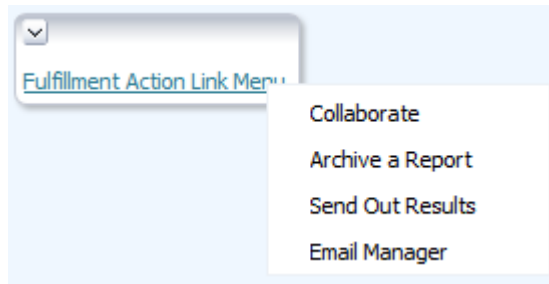 Fulfillment Action Link Menu
Collaborate
Archive a Report
Send Out Results
Email Manager